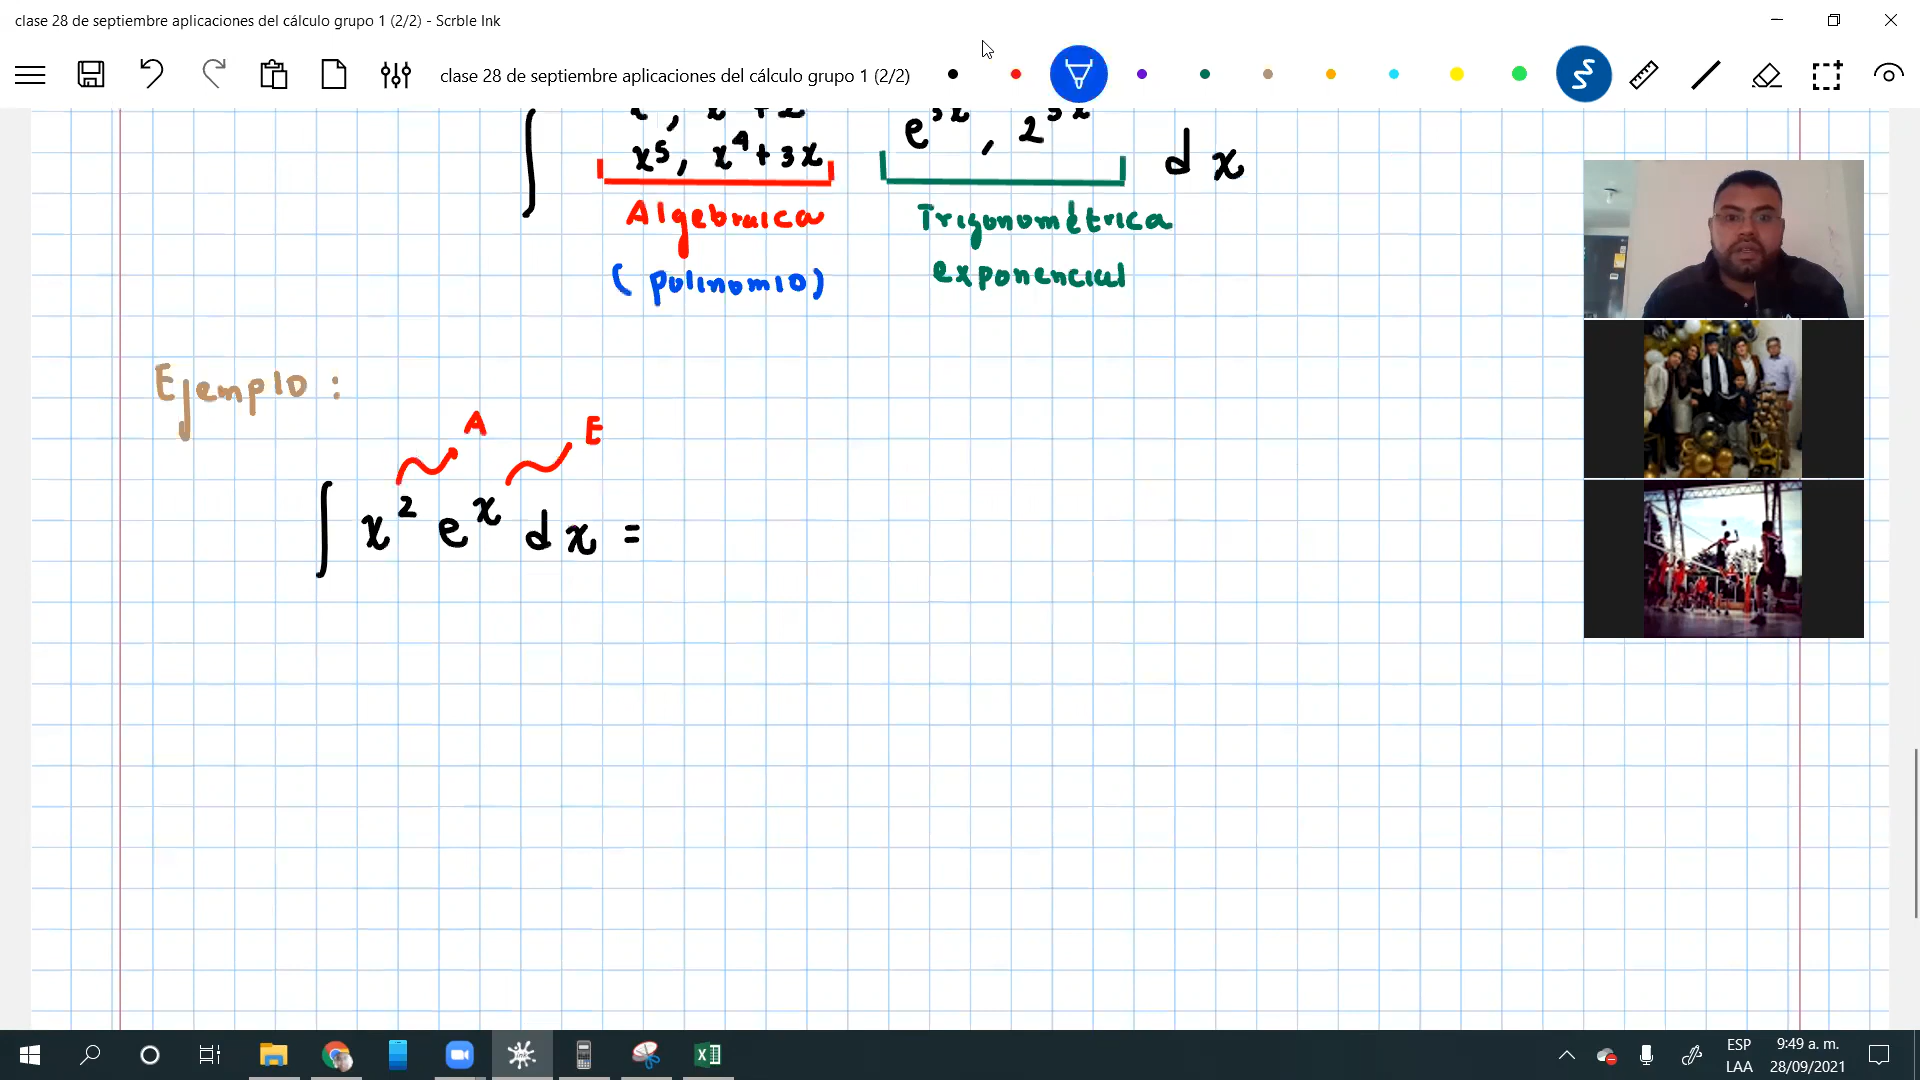 clase 28 de septiembre aplicaciones del cálculo grupo 1 (2/2) - Scrble Ink
clase 28 de septiembre aplicaciones del cálculo grupo 1 (2/2)
x⁵, x⁴+3x e³ˣ, 2³ˣ dx
Algebraica Trigonométrica
(polinomio) exponencial
Ejemplo:
A E
∫ x² eˣ dx =
ESP 9:49 a. m.
LAA 28/09/2021